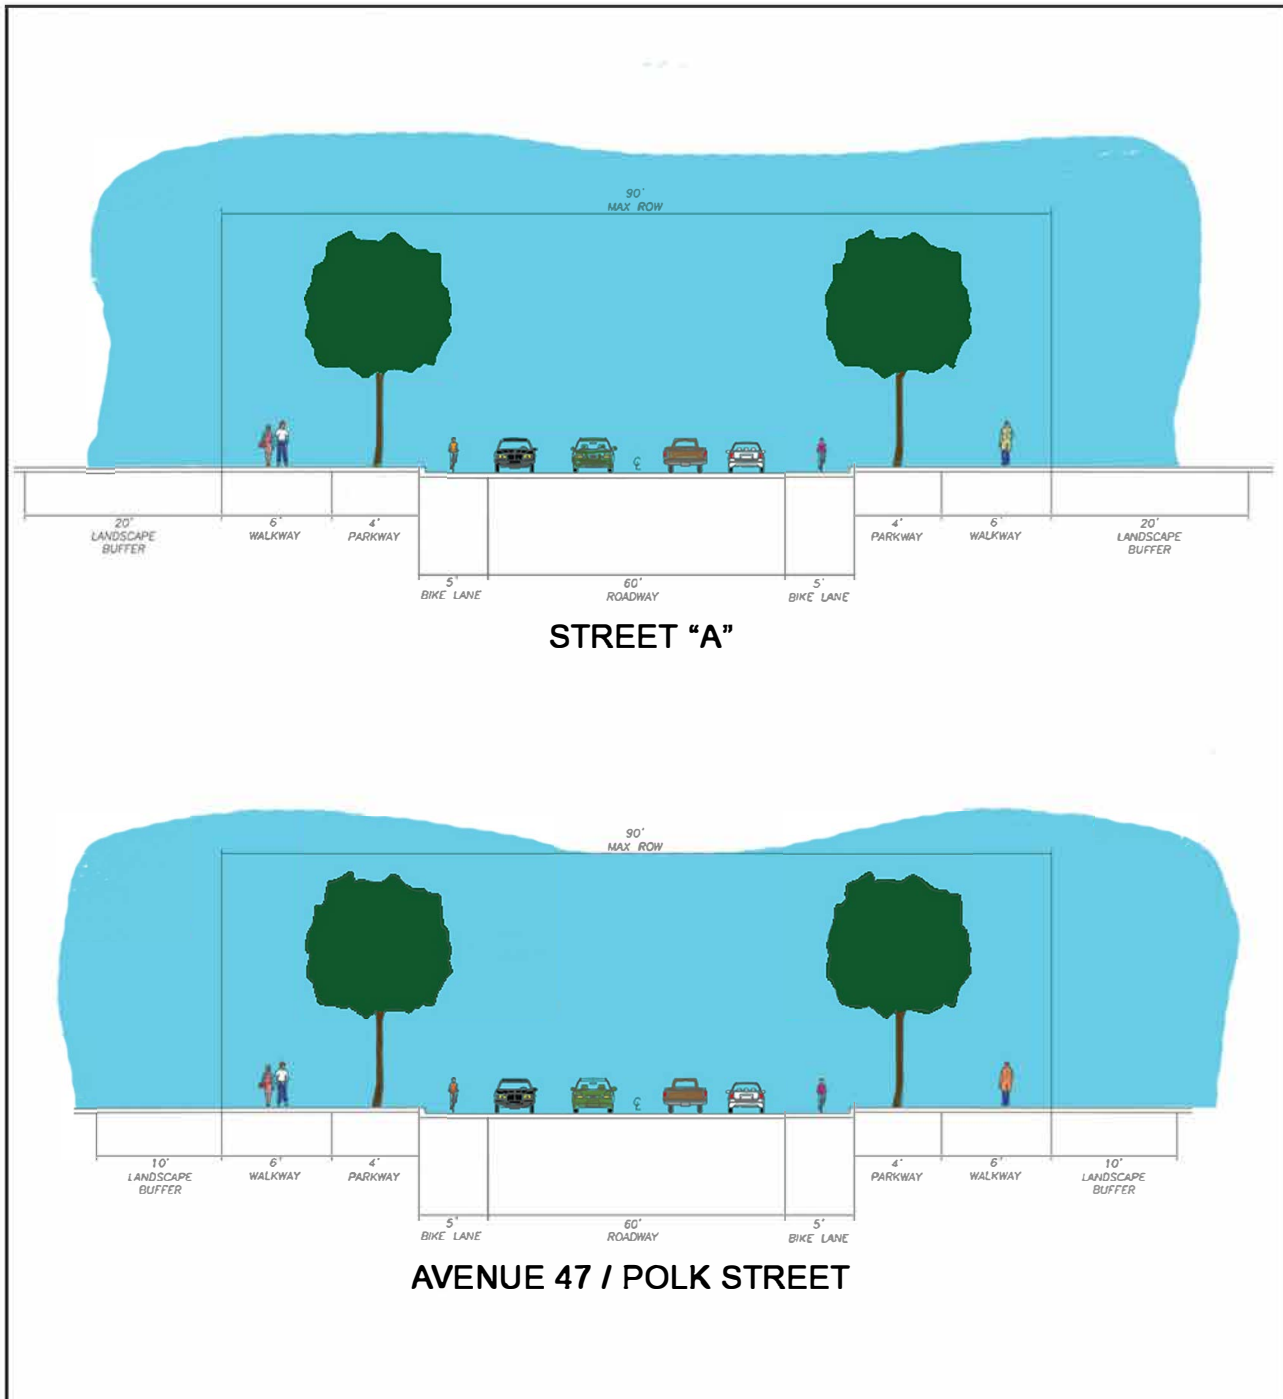 90'
MAX ROW
℄
20'
LANDSCAPE
BUFFER
6'
WALKWAY
4'
PARKWAY
4'
PARKWAY
6'
WALKWAY
20'
LANDSCAPE
BUFFER
5'
BIKE LANE
60'
ROADWAY
5'
BIKE LANE
STREET “A”
90'
MAX ROW
℄
10'
LANDSCAPE
BUFFER
6'
WALKWAY
4'
PARKWAY
4'
PARKWAY
6'
WALKWAY
10'
LANDSCAPE
BUFFER
5'
BIKE LANE
60'
ROADWAY
5'
BIKE LANE
AVENUE 47 / POLK STREET